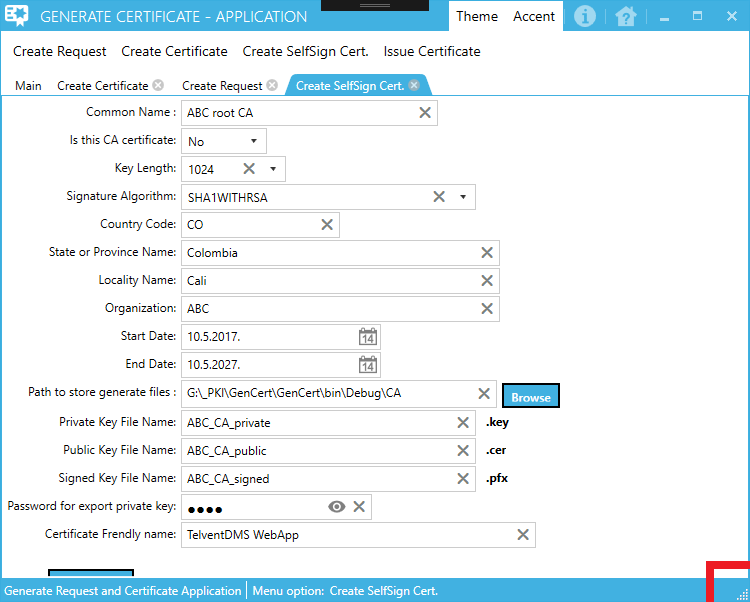 GENERATE CERTIFICATE - APPLICATION Theme Accent
Create Request Create Certificate Create SelfSign Cert. Issue Certificate
Main Create Certificate Create Request Create SelfSign Cert.
Common Name : ABC root CA
Is this CA certificate: No
Key Length: 1024
Signature Algorithm: SHA1WITHRSA
Country Code: CO
State or Province Name: Colombia
Locality Name: Cali
Organization: ABC
Start Date: 10.5.2017. 14
End Date: 10.5.2027. 14
Path to store generate files : G:\_PKI\GenCert\GenCert\bin\Debug\CA Browse
Private Key File Name: ABC_CA_private .key
Public Key File Name: ABC_CA_public .cer
Signed Key File Name: ABC_CA_signed .pfx
Password for export private key: ●●●●
Certificate Frendly name: TelventDMS WebApp
Generate Request and Certificate Application Menu option: Create SelfSign Cert.